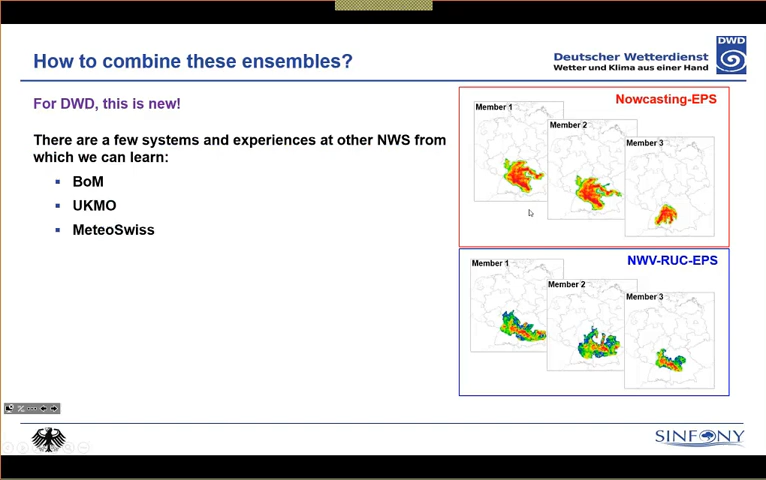 How to combine these ensembles?
DWD
Deutscher Wetterdienst
Wetter und Klima aus einer Hand
For DWD, this is new!
There are a few systems and experiences at other NWS from
which we can learn:
▪ BoM
▪ UKMO
▪ MeteoSwiss
Nowcasting-EPS
Member 1
Member 2
Member 3
NWV-RUC-EPS
Member 1
Member 2
Member 3
SINFONY